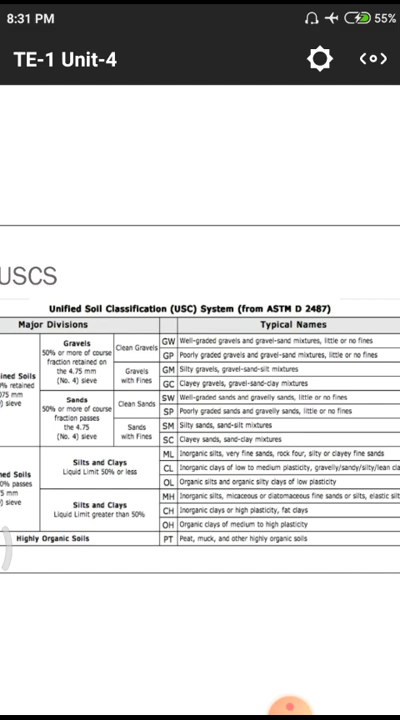 8:31 PM
55%
TE-1 Unit-4
USCS
Unified Soil Classification (USC) System (from ASTM D 2487)
Major Divisions
Typical Names
ined Soils
% retained
075 mm
) sieve
Gravels
50% or more of course
fraction retained on
the 4.75 mm
(No. 4) sieve
Clean Gravels
GW Well-graded gravels and gravel-sand mixtures, little or no fines
GP Poorly graded gravels and gravel-sand mixtures, little or no fines
Gravels
with Fines
GM Silty gravels, gravel-sand-silt mixtures
GC Clayey gravels, gravel-sand-clay mixtures
Sands
50% or more of course
fraction passes
the 4.75
(No. 4) sieve
Clean Sands
SW Well-graded sands and gravelly sands, little or no fines
SP Poorly graded sands and gravelly sands, little or no fines
Sands
with Fines
SM Silty sands, sand-silt mixtures
SC Clayey sands, sand-clay mixtures
ned Soils
0% passes
5 mm
) sieve
Silts and Clays
Liquid Limit 50% or less
ML Inorganic silts, very fine sands, rock four, silty or clayey fine sands
CL Inorganic clays of low to medium plasticity, gravelly/sandy/silty/lean cla
OL Organic silts and organic silty clays of low plasticity
Silts and Clays
Liquid Limit greater than 50%
MH Inorganic silts, micaceous or diatomaceous fine sands or silts, elastic silt
CH Inorganic clays or high plasticity, fat clays
OH Organic clays of medium to high plasticity
Highly Organic Soils
PT Peat, muck, and other highly organic soils